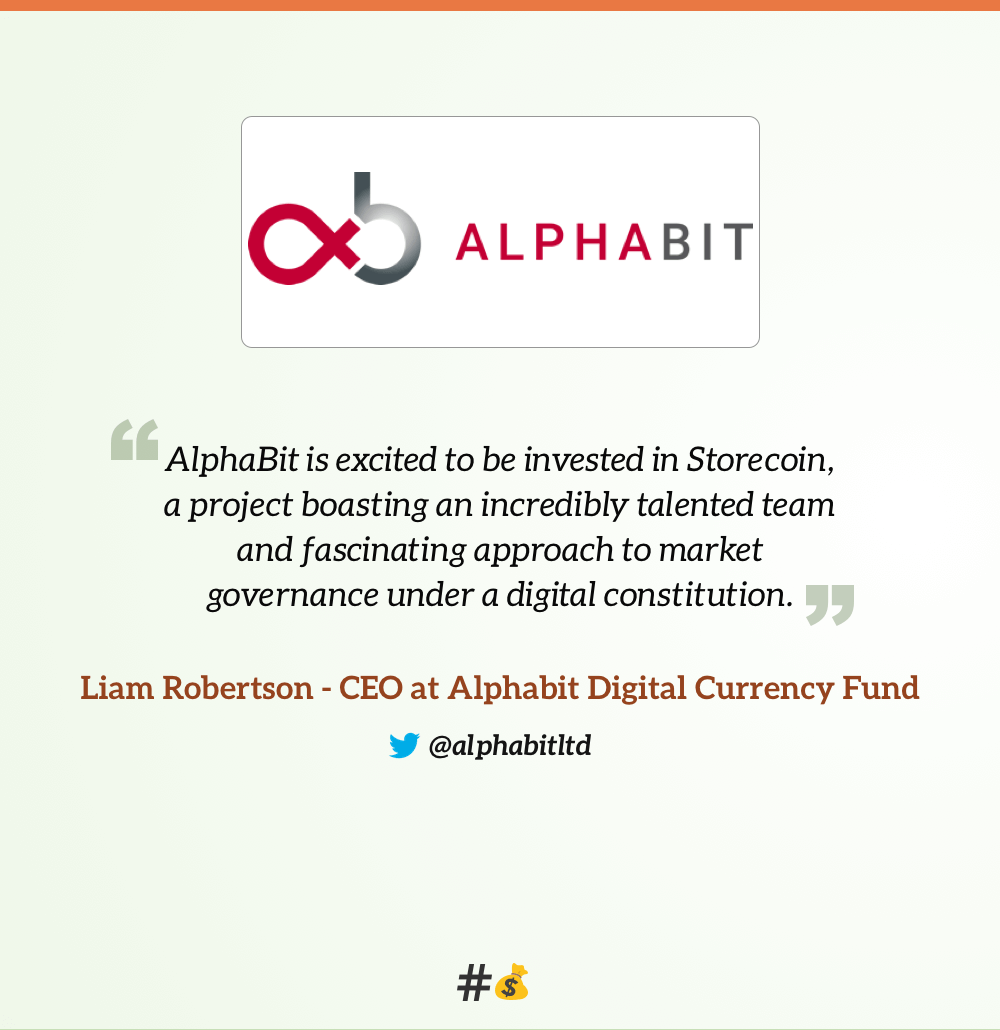 ALPHABIT
“AlphaBit is excited to be invested in Storecoin,
a project boasting an incredibly talented team
and fascinating approach to market
governance under a digital constitution.”
Liam Robertson - CEO at Alphabit Digital Currency Fund
@alphabitltd
#💰